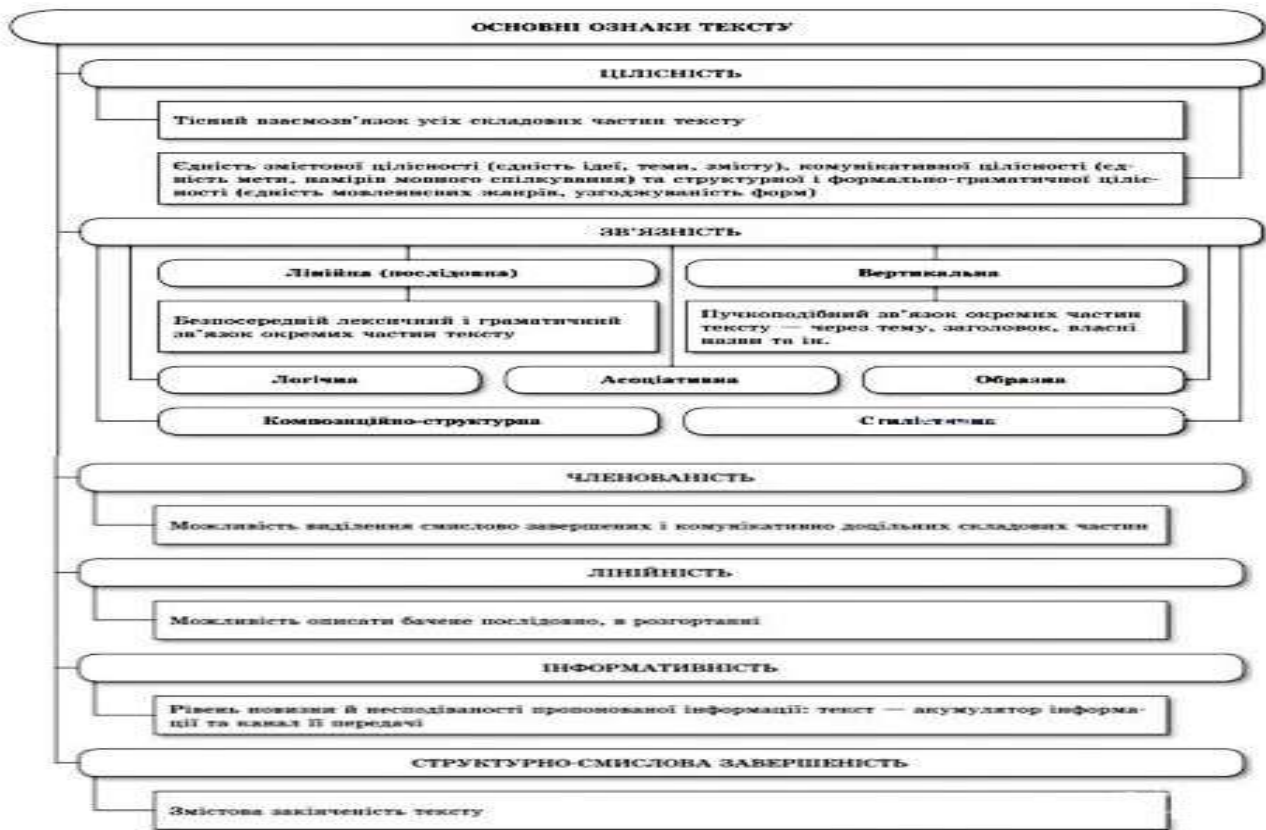 ОСНОВНІ ОЗНАКИ ТЕКСТУ
ЦІЛІСНІСТЬ
Тісний взаємозв'язок усіх складових частин тексту
Єдність змістової цілісності (єдність ідеї, теми, змісту), комунікативної цілісності (єд-
ність мети, намірів мовного спілкування) та структурної і формально-граматичної ціліс-
ності (єдність мовленнєвих жанрів, узгоджуваність форм)
ЗВ'ЯЗНІСТЬ
Лінійна (послідовна)
Вертикальна
Безпосередній лексичний і граматичний
зв'язок окремих частин тексту
Пучкоподібний зв'язок окремих частин
тексту — через тему, заголовок, власні
назви та ін.
Логічна
Асоціативна
Образна
Композиційно-структурна
Стилістична
ЧЛЕНОВАНІСТЬ
Можливість виділення смислово завершених і комунікативно доцільних складових частин
ЛІНІЙНІСТЬ
Можливість описати бачене послідовно, в розгортанні
ІНФОРМАТИВНІСТЬ
Рівень новизни й несподіваності пропонованої інформації: текст — акумулятор інформа-
ції та канал її передачі
СТРУКТУРНО-СМИСЛОВА ЗАВЕРШЕНІСТЬ
Змістова закінченість тексту